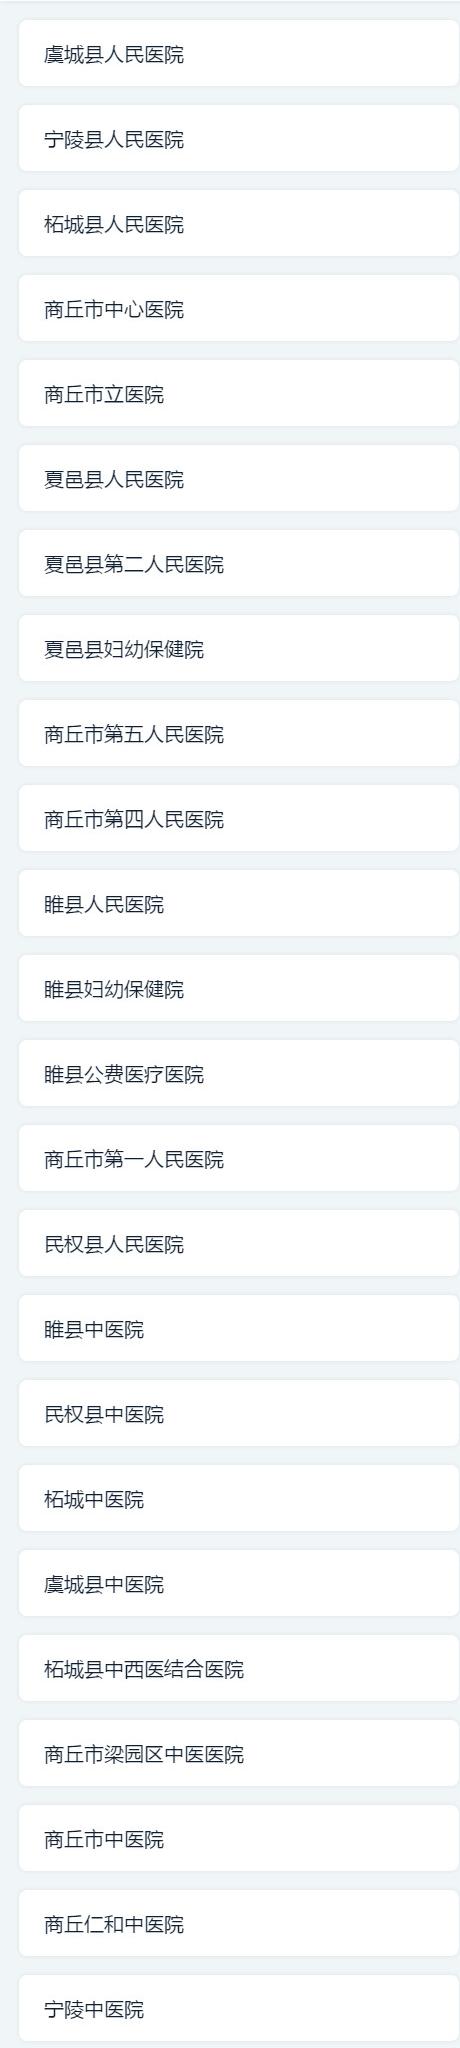 虞城县人民医院
宁陵县人民医院
柘城县人民医院
商丘市中心医院
商丘市立医院
夏邑县人民医院
夏邑县第二人民医院
夏邑县妇幼保健院
商丘市第五人民医院
商丘市第四人民医院
睢县人民医院
睢县妇幼保健院
睢县公费医疗医院
商丘市第一人民医院
民权县人民医院
睢县中医院
民权县中医院
柘城中医院
虞城县中医院
柘城县中西医结合医院
商丘市梁园区中医医院
商丘市中医院
商丘仁和中医院
宁陵中医院